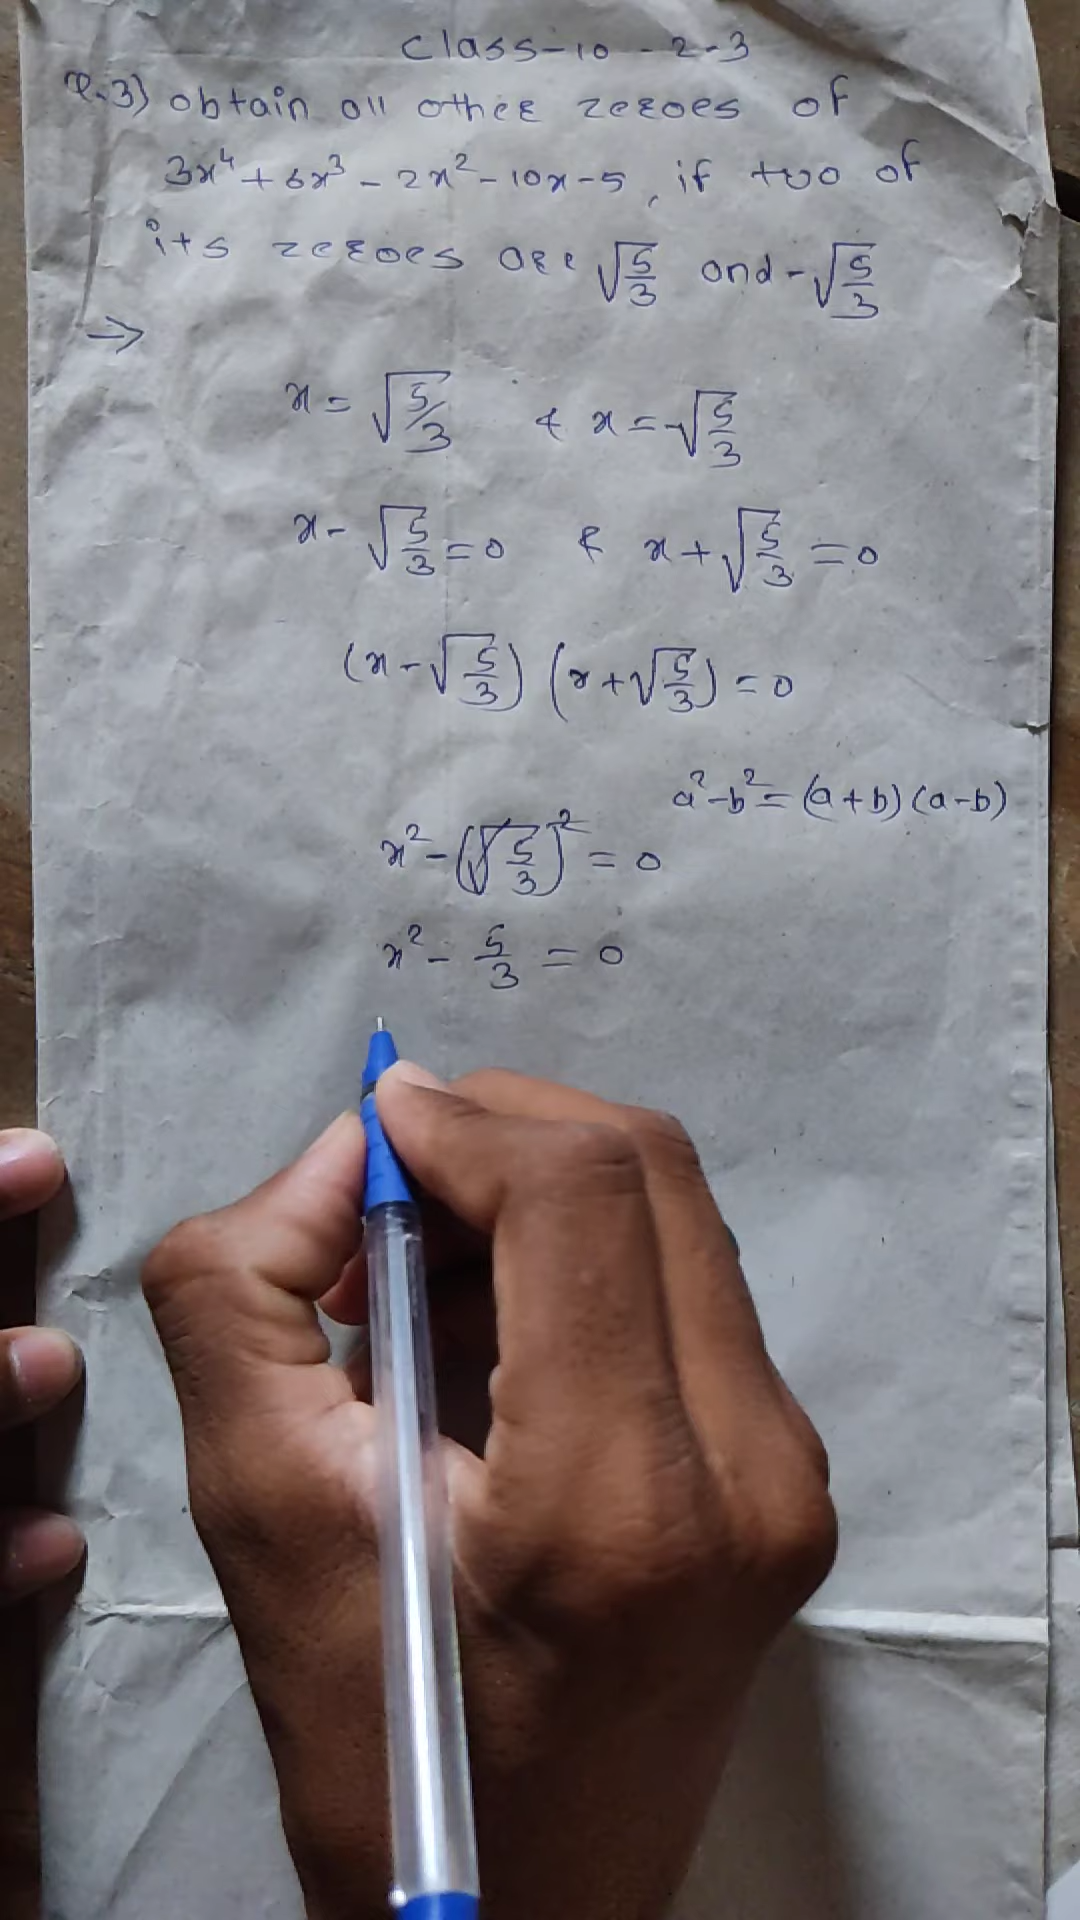 Class-10 - 2.3
Q.3) obtain all other zeroes of
3x⁴ + 6x³ - 2x² - 10x - 5, if two of
its zeroes are √5/3 and -√5/3
⇒
x = √5/3 & x = -√5/3
x - √5/3 = 0 & x + √5/3 = 0
(x - √5/3) (x + √5/3) = 0
a² - b² = (a + b) (a - b)
x² - (√5/3)² = 0
x² - 5/3 = 0